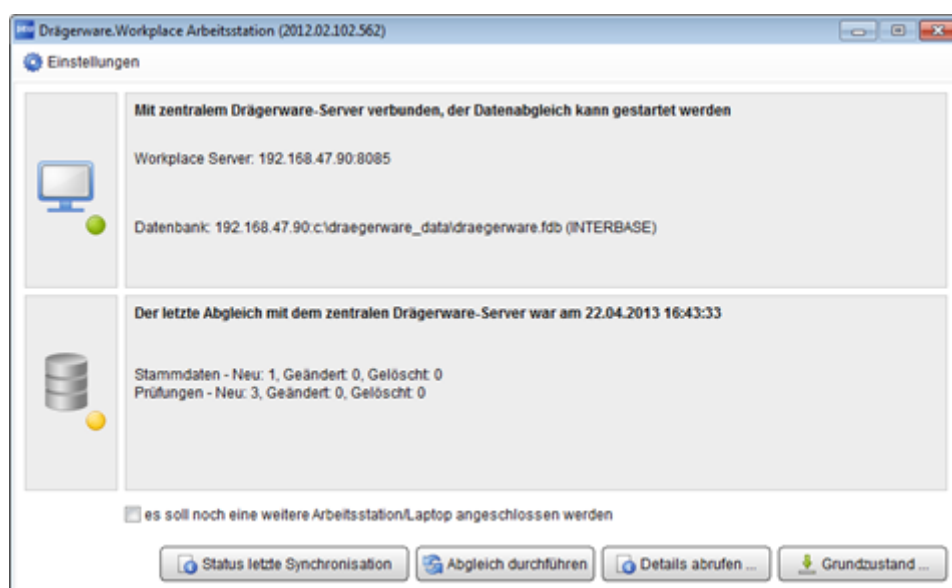 Drägerware.Workplace Arbeitsstation (2012.02.102.562)
Einstellungen
Mit zentralem Drägerware-Server verbunden, der Datenabgleich kann gestartet werden
Workplace Server: 192.168.47.90:8085
Datenbank: 192.168.47.90:c:\draegerware_data\draegerware.fdb (INTERBASE)
Der letzte Abgleich mit dem zentralen Drägerware-Server war am 22.04.2013 16:43:33
Stammdaten - Neu: 1, Geändert: 0, Gelöscht: 0
Prüfungen - Neu: 3, Geändert: 0, Gelöscht: 0
es soll noch eine weitere Arbeitsstation/Laptop angeschlossen werden
Status letzte Synchronisation
Abgleich durchführen
Details abrufen ...
Grundzustand ...